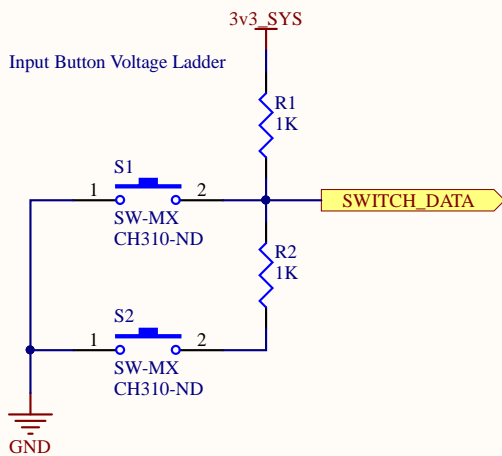 3v3_SYS
Input Button Voltage Ladder
R1
1K
S1
1 2
SW-MX
CH310-ND
SWITCH_DATA
R2
1K
S2
1 2
SW-MX
CH310-ND
GND